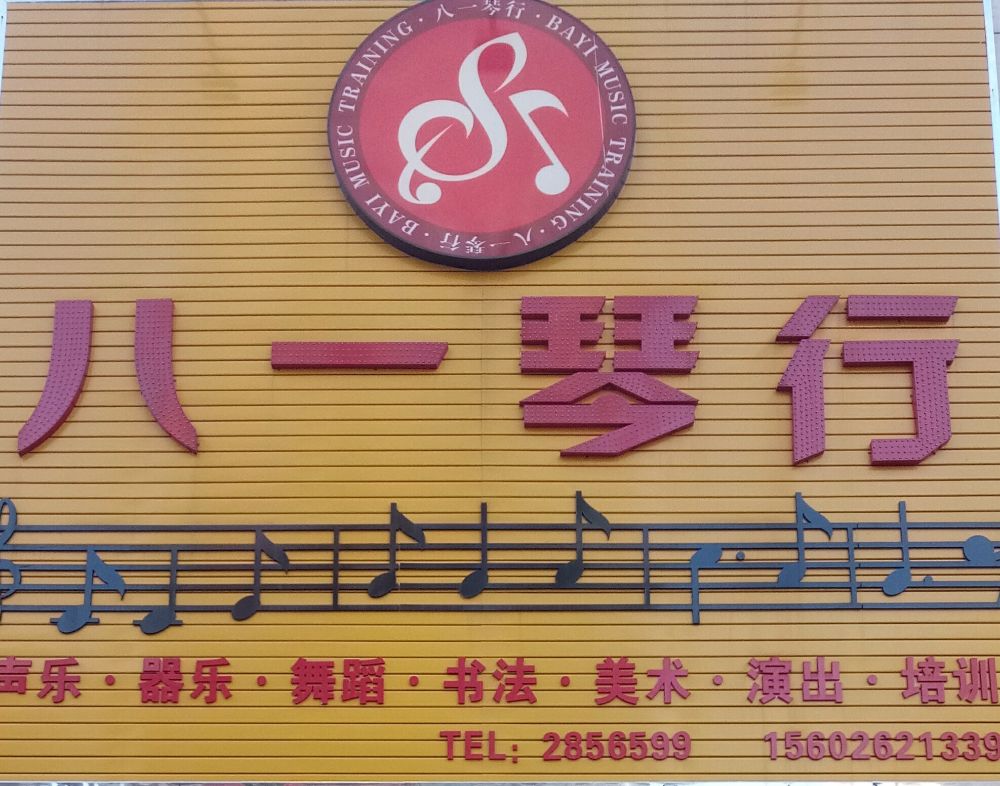 八一琴行 · BAYI MUSIC TRAINING · 八一琴行 · BAYI MUSIC TRAINING ·
八一琴行
声乐 · 器乐 · 舞蹈 · 书法 · 美术 · 演出 · 培训
TEL: 2856599 15602621339